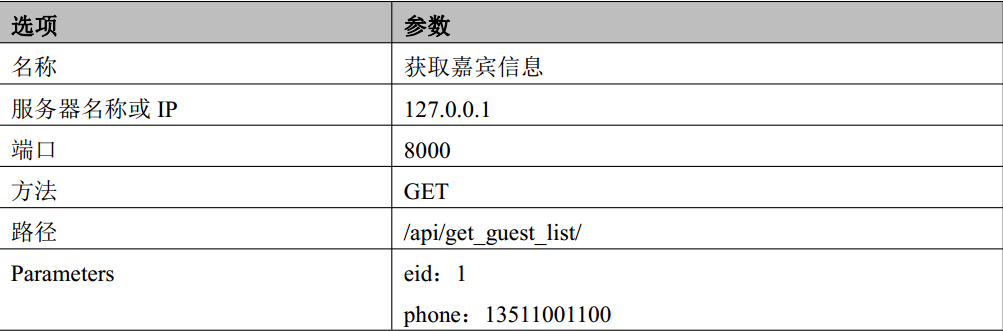 选项 参数
名称 获取嘉宾信息
服务器名称或 IP 127.0.0.1
端口 8000
方法 GET
路径 /api/get_guest_list/
Parameters eid：1
phone：13511001100